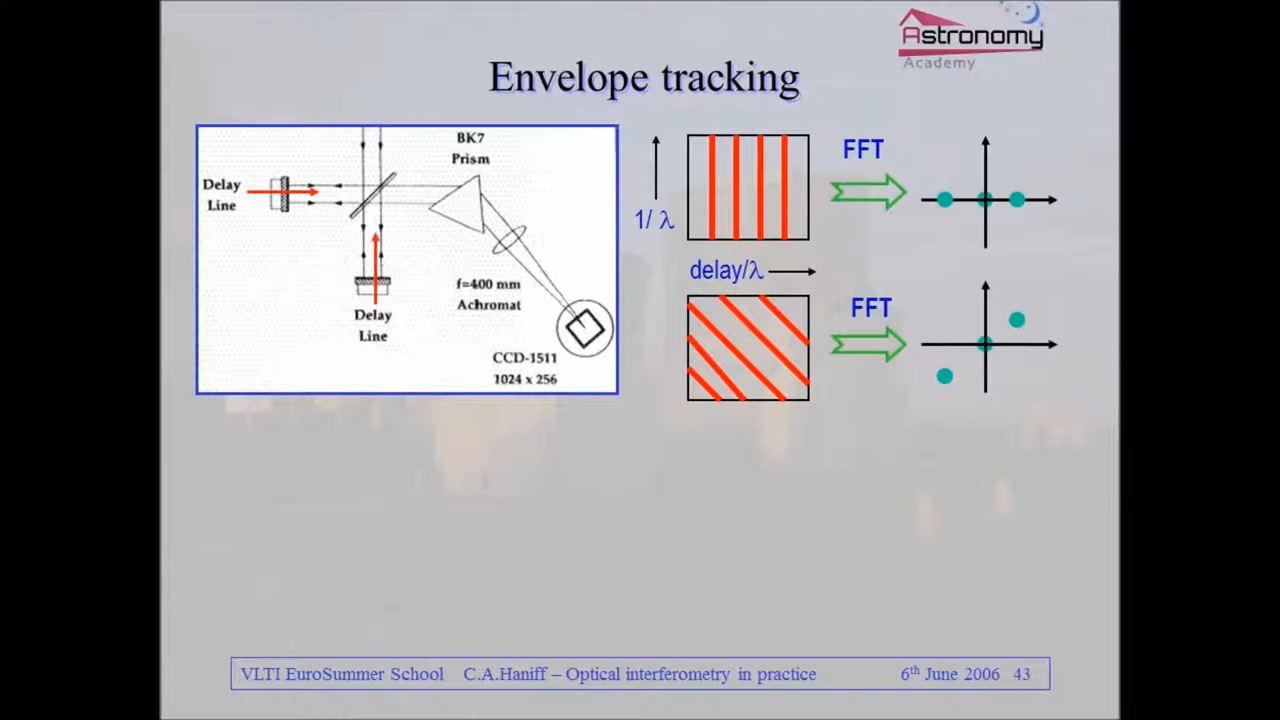 Astronomy
Academy
Envelope tracking
BK7
Prism
Delay
Line
f=400 mm
Achromat
Delay
Line
CCD-1511
1024 x 256
1/ λ
FFT
delay/λ
FFT
VLTI EuroSummer School C.A.Haniff – Optical interferometry in practice 6th June 2006 43